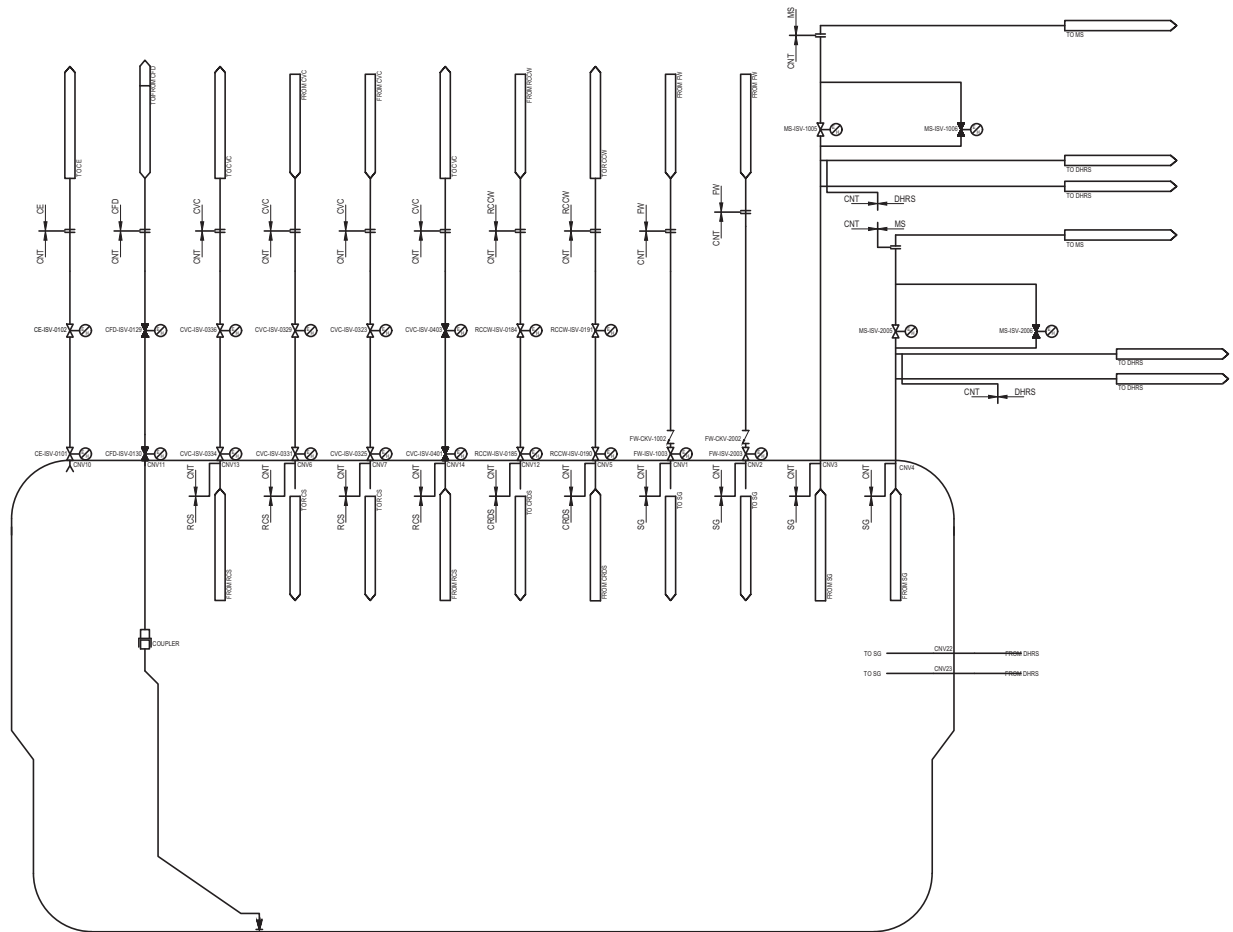 MS
CNT
TO MS
MS-ISV-1005
MS-ISV-1006
TO DHRS
TO DHRS
CNT
DHRS
CNT
MS
TO MS
MS-ISV-2005
MS-ISV-2006
TO DHRS
TO DHRS
CNT
DHRS
TO CE
TO/FROM CFD
TO CVC
FROM CVC
FROM CVC
TO CVC
FROM RCCW
TO RCCW
FROM FW
FROM FW
CE
CNT
CFD
CNT
CVC
CNT
CVC
CNT
CVC
CNT
CVC
CNT
RCCW
CNT
RCCW
CNT
FW
CNT
FW
CNT
CE-ISV-0102
CFD-ISV-0129
CVC-ISV-0336
CVC-ISV-0329
CVC-ISV-0323
CVC-ISV-0403
RCCW-ISV-0184
RCCW-ISV-0191
FW-CKV-1002
FW-CKV-2002
CE-ISV-0101
CFD-ISV-0130
CVC-ISV-0334
CVC-ISV-0331
CVC-ISV-0325
CVC-ISV-0401
RCCW-ISV-0185
RCCW-ISV-0190
FW-ISV-1003
FW-ISV-2003
CNV10
CNV11
CNV13
CNV6
CNV7
CNV14
CNV12
CNV5
CNV1
CNV2
CNV3
CNV4
CNT
RCS
FROM RCS
CNT
RCS
TO RCS
CNT
RCS
TO RCS
CNT
RCS
FROM RCS
CNT
CRDS
TO CRDS
CNT
CRDS
FROM CRDS
CNT
SG
TO SG
CNT
SG
TO SG
CNT
SG
FROM SG
CNT
SG
FROM SG
COUPLER
TO SG
CNV22
FROM DHRS
TO SG
CNV23
FROM DHRS